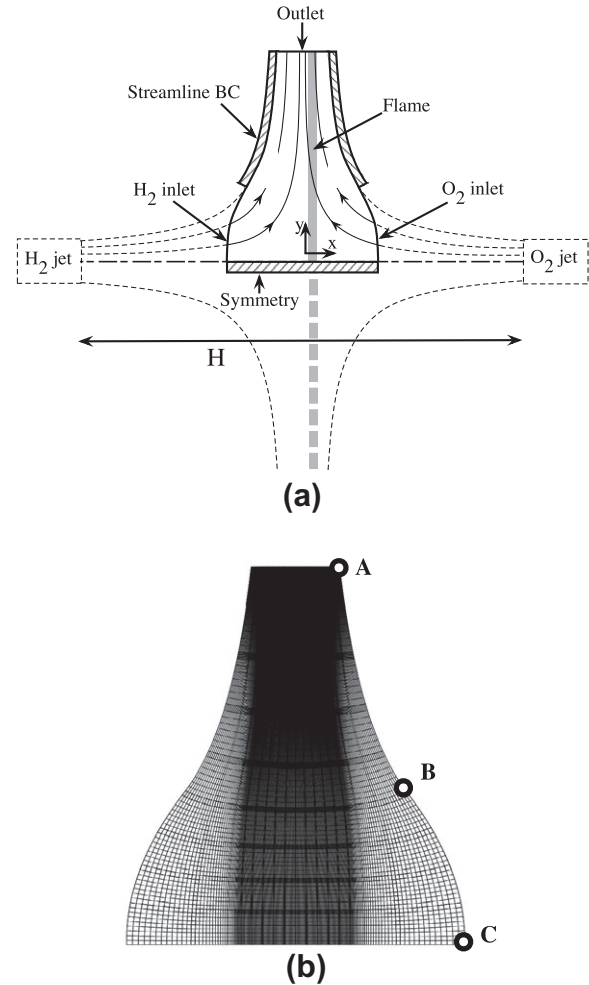 Outlet
Streamline BC
Flame
H2 inlet
O2 inlet
y
x
H2 jet
O2 jet
Symmetry
H
(a)
A
B
C
(b)